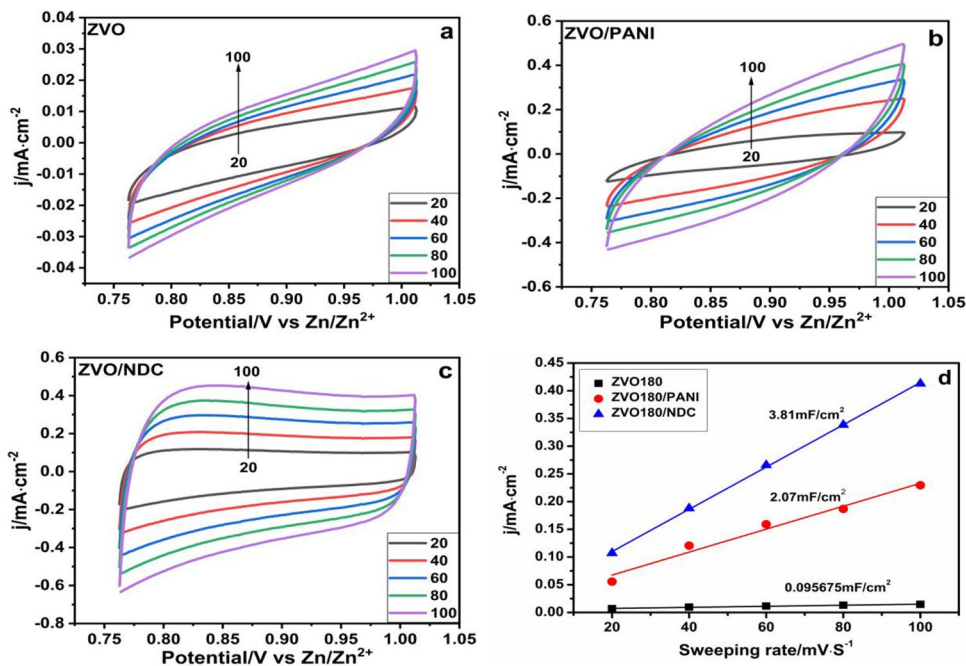 ZVO
a
0.04
0.03
0.02
0.01
0.00
-0.01
-0.02
-0.03
-0.04
j/mA·cm-2
100
20
20
40
60
80
100
0.75 0.80 0.85 0.90 0.95 1.00 1.05
Potential/V vs Zn/Zn2+
ZVO/PANI
b
0.6
0.4
0.2
0.0
-0.2
-0.4
-0.6
j/mA·cm-2
100
20
20
40
60
80
100
0.75 0.80 0.85 0.90 0.95 1.00 1.05
Potential/V vs Zn/Zn2+
ZVO/NDC
c
0.6
0.4
0.2
0.0
-0.2
-0.4
-0.6
-0.8
j/mA·cm-2
100
20
20
40
60
80
100
0.75 0.80 0.85 0.90 0.95 1.00 1.05
Potential/V vs Zn/Zn2+
d
0.45
0.40
0.35
0.30
0.25
0.20
0.15
0.10
0.05
0.00
j/mA·cm-2
ZVO180
ZVO180/PANI
ZVO180/NDC
3.81mF/cm2
2.07mF/cm2
0.095675mF/cm2
20 40 60 80 100
Sweeping rate/mV·S-1